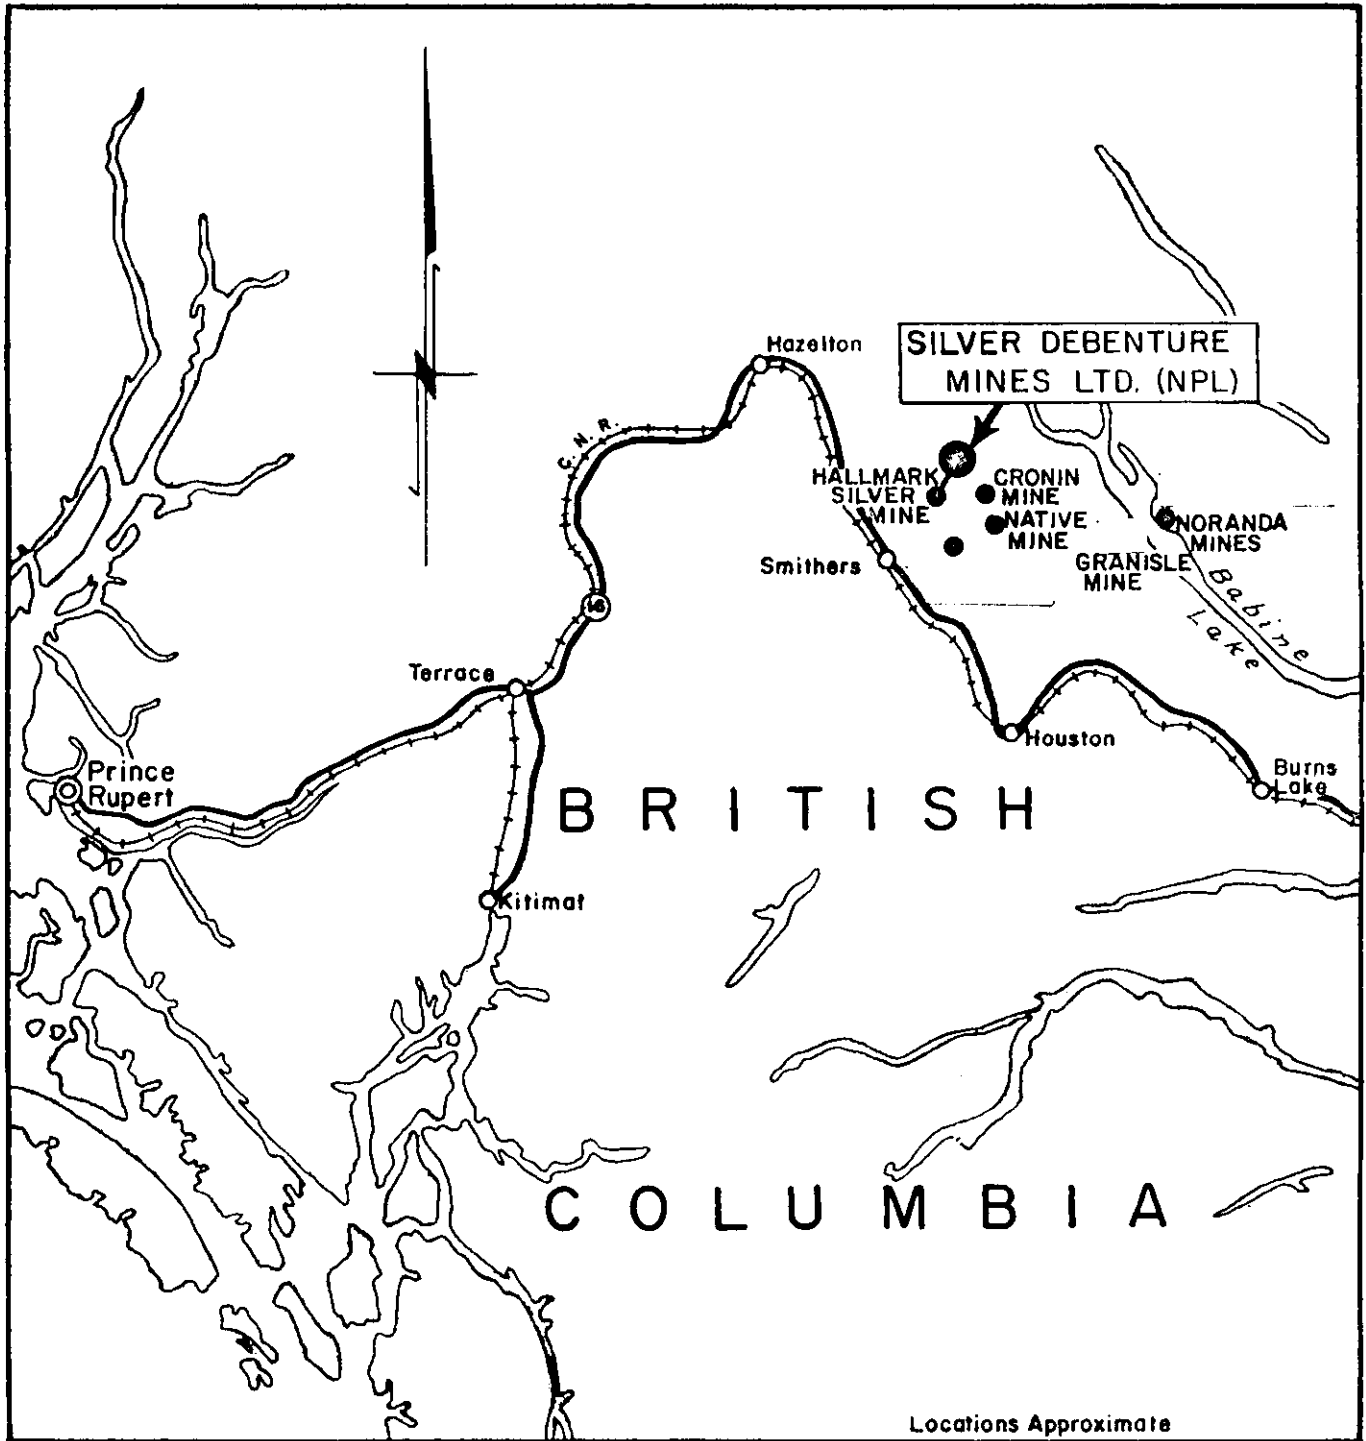 Hazelton
SILVER DEBENTURE
MINES LTD. (NPL)
C. N. R.
HALLMARK
SILVER
MINE
CRONIN
MINE
NATIVE
MINE
NORANDA
MINES
GRANISLE
MINE
Smithers
Babine
Lake
16
Terrace
Houston
Prince
Rupert
Burns
Lake
BRITISH
Kitimat
COLUMBIA
Locations Approximate